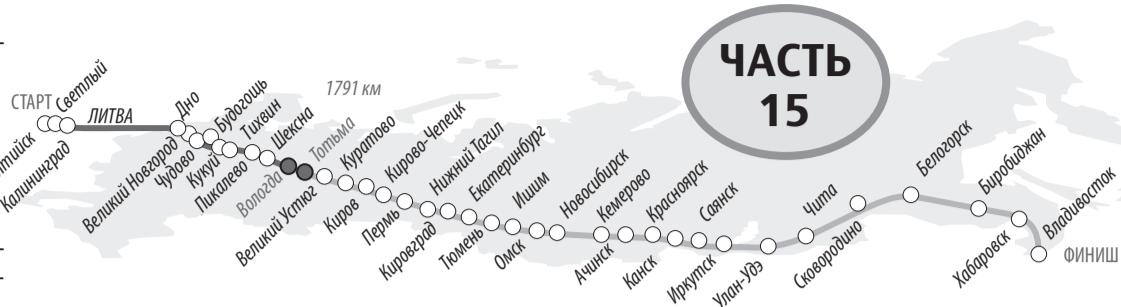 ЧАСТЬ
15
1791 км
СТАРТ
Светлый
Калининград
ЛИТВА
Дно
Великий Новгород
Будогощь
Чудово
Тихвин
Кукуй
Шексна
Пикалево
Тотьма
Вологда
Куратово
Великий Устюг
Кирово-Чепецк
Киров
Нижний Тагил
Пермь
Екатеринбург
Кировград
Ишим
Тюмень
Новосибирск
Омск
Кемерово
Ачинск
Красноярск
Канск
Саянск
Иркутск
Улан-Удэ
Чита
Сковородино
Белогорск
Биробиджан
Хабаровск
Владивосток
ФИНИШ